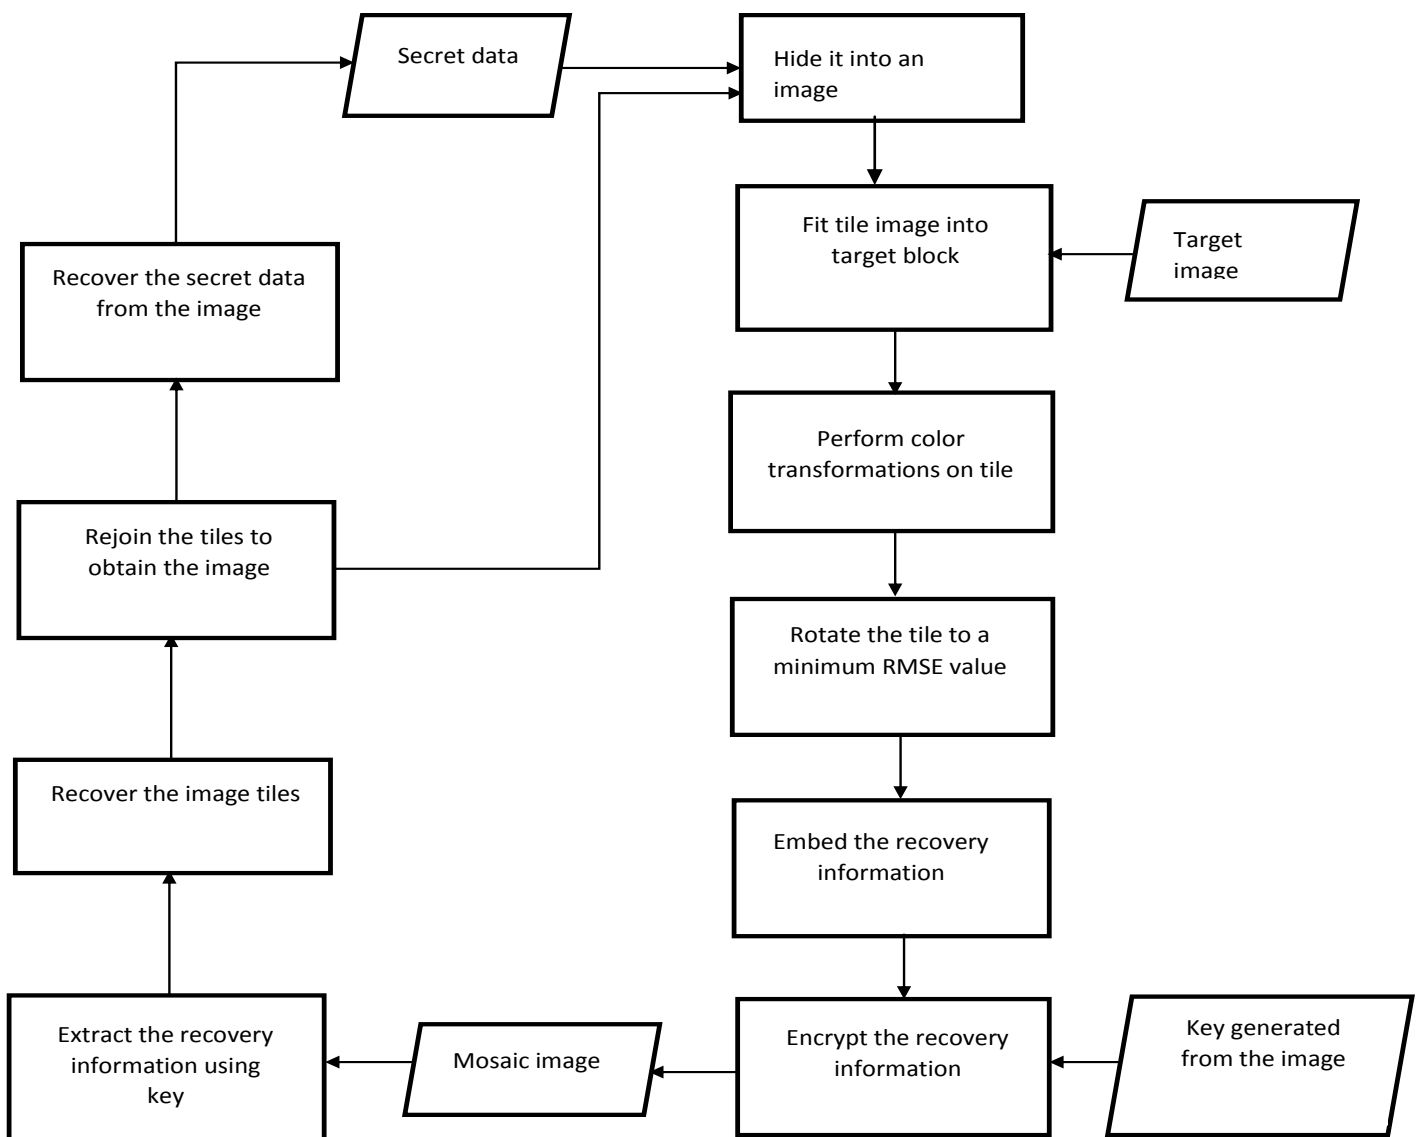 Secret data
Hide it into an
image
Fit tile image into
target block
Target
image
Recover the secret data
from the image
Perform color
transformations on tile
Rejoin the tiles to
obtain the image
Rotate the tile to a
minimum RMSE value
Recover the image tiles
Embed the recovery
information
Extract the recovery
information using
key
Mosaic image
Encrypt the recovery
information
Key generated
from the image